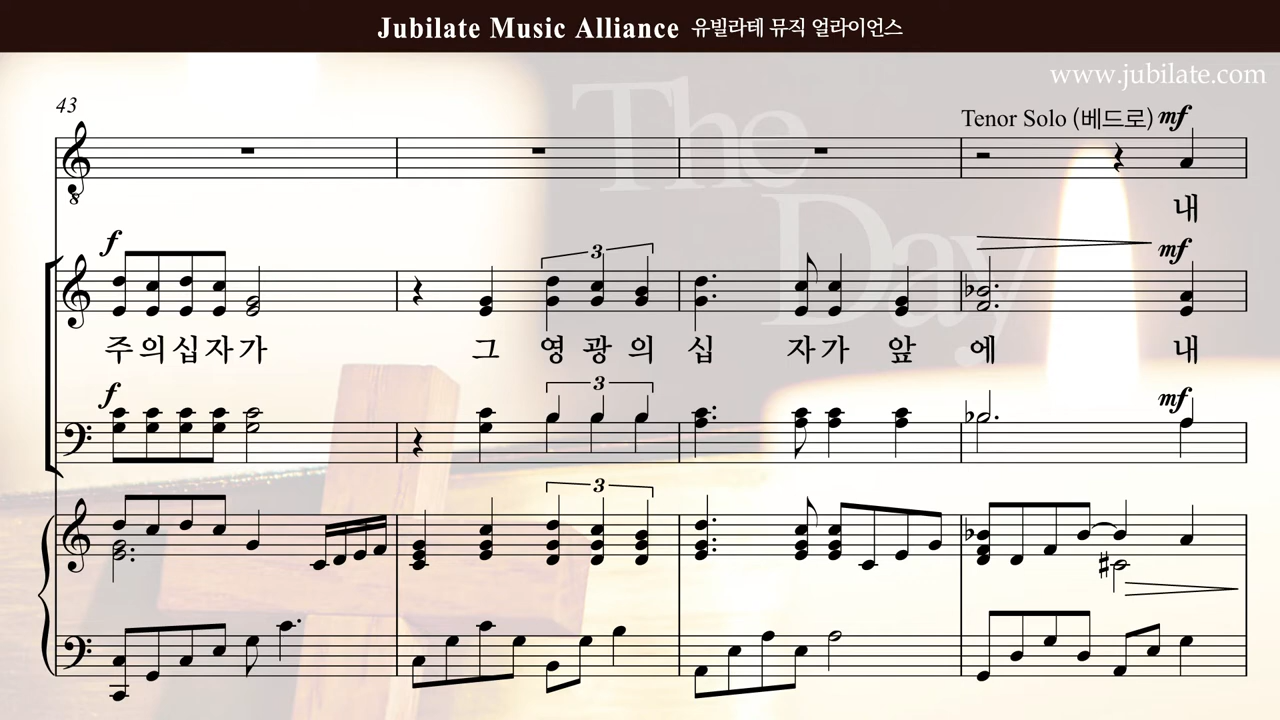 Jubilate Music Alliance 유빌라테 뮤직 얼라이언스
www.jubilate.com
The
Day
43
Tenor Solo (베드로) mf
내
f
mf
3
주 의 십 자 가 그 영 광 의 십 자 가 앞 에 내
f
3
mf
3